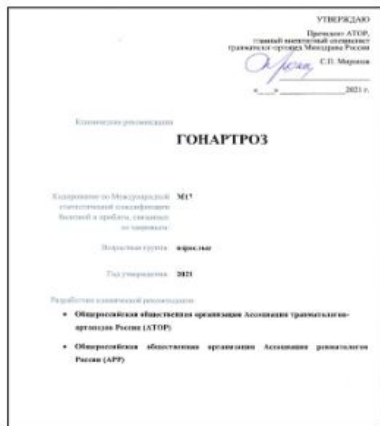 УТВЕРЖДАЮ
Президент АТОР,
главный внештатный специалист
травматолог-ортопед Минздрава России
С.П. Миронов
«___» ____________ 2021 г.
Клинические рекомендации
ГОНАРТРОЗ
Кодирование по Международной M17
статистической классификации
болезней и проблем, связанных
со здоровьем:
Возрастная группа: взрослые
Год утверждения: 2021
Разработчик клинической рекомендации:
• Общероссийская общественная организация Ассоциация травматологов-
ортопедов России (АТОР)
• Общероссийская общественная организация Ассоциация ревматологов
России (АРР)